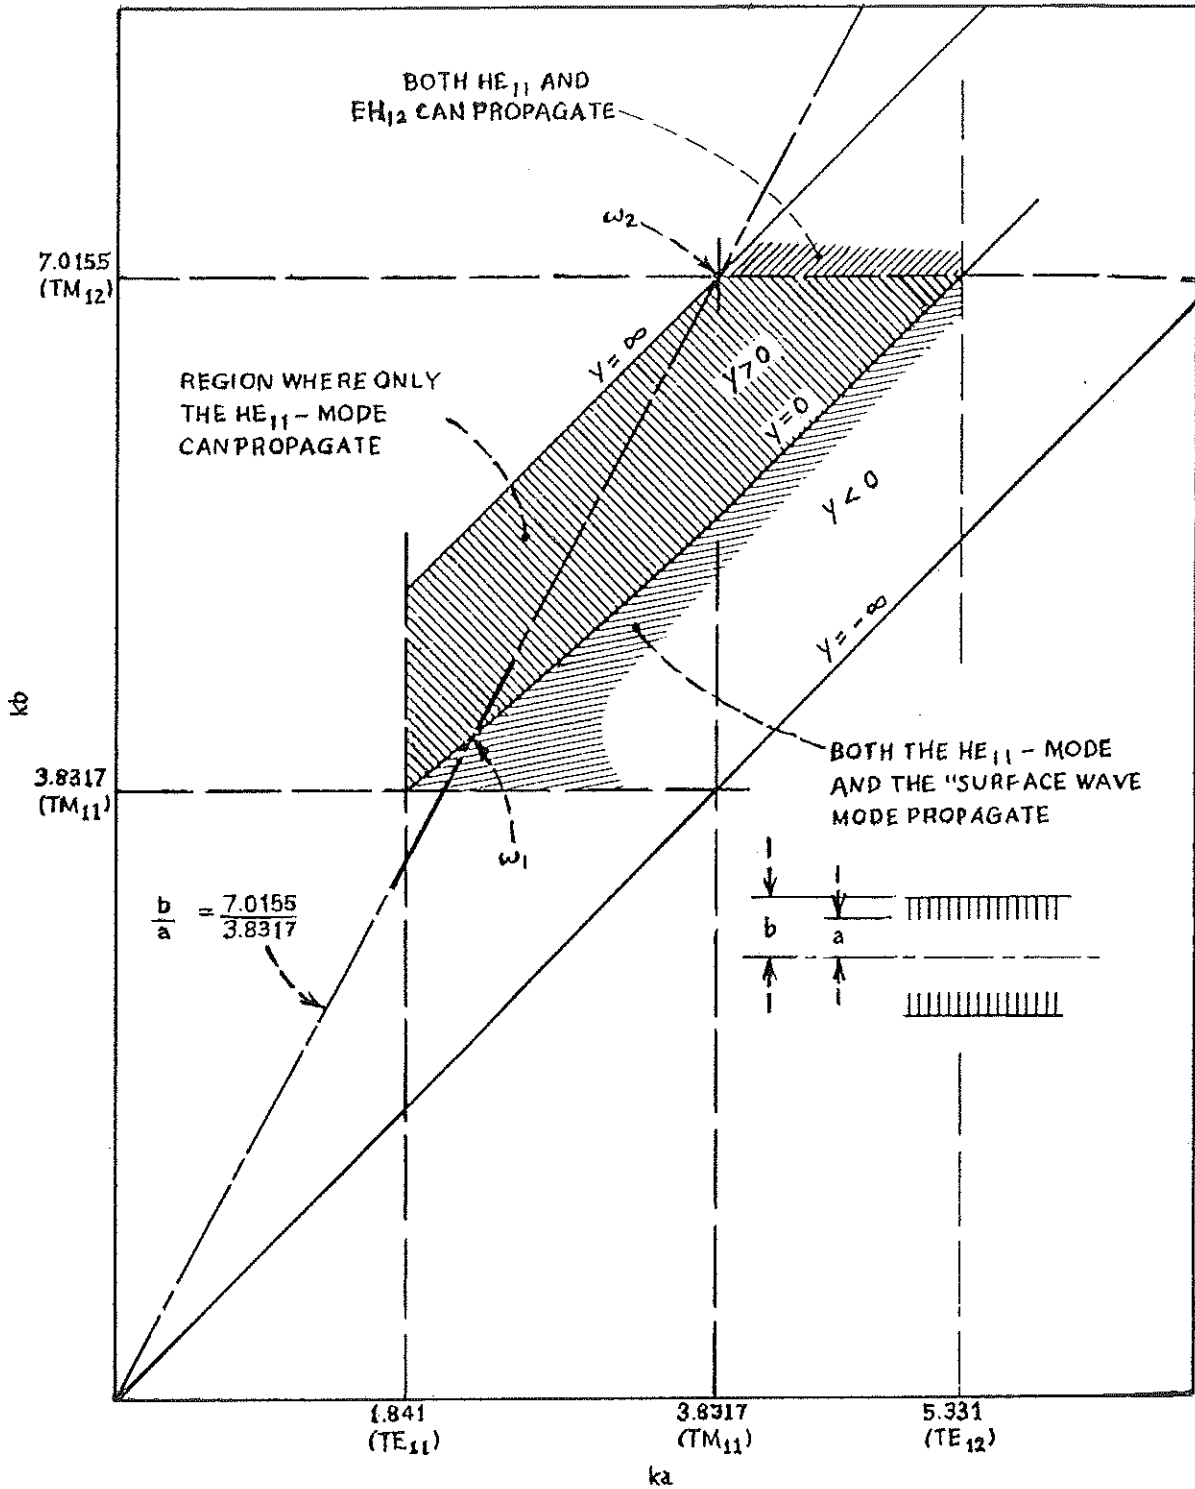 BOTH HE₁₁ AND
EH₁₂ CAN PROPAGATE
ω₂
7.0155
(TM₁₂)
Y = ∞
Y > 0
Y = 0
REGION WHERE ONLY
THE HE₁₁ - MODE
CAN PROPAGATE
Y < 0
Y = -∞
kb
BOTH THE HE₁₁ - MODE
AND THE "SURFACE WAVE
MODE PROPAGATE
3.8317
(TM₁₁)
ω₁
b/a = 7.0155/3.8317
b
a
1.841
(TE₁₁)
3.8317
(TM₁₁)
5.331
(TE₁₂)
ka